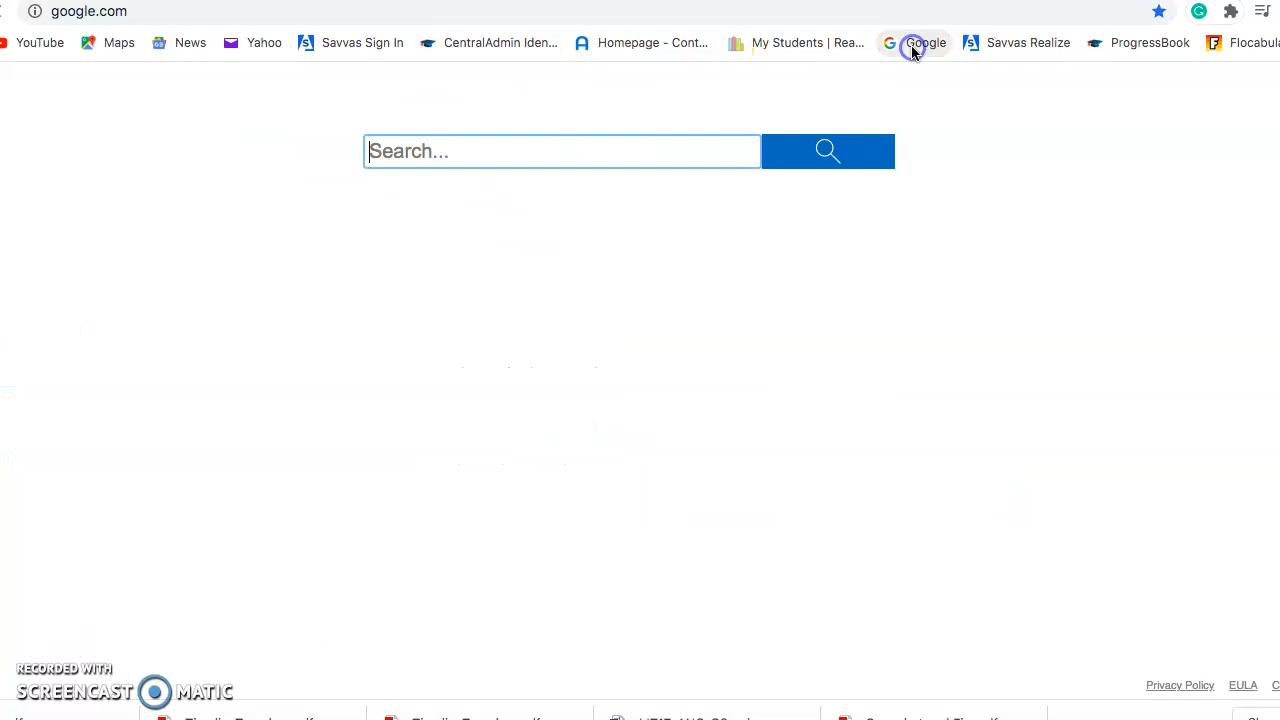 google.com
YouTube Maps News Yahoo Savvas Sign In CentralAdmin Iden... Homepage - Cont... My Students | Rea... Google Savvas Realize ProgressBook Flocabula
Search...
RECORDED WITH
SCREENCAST MATIC
Privacy Policy EULA C